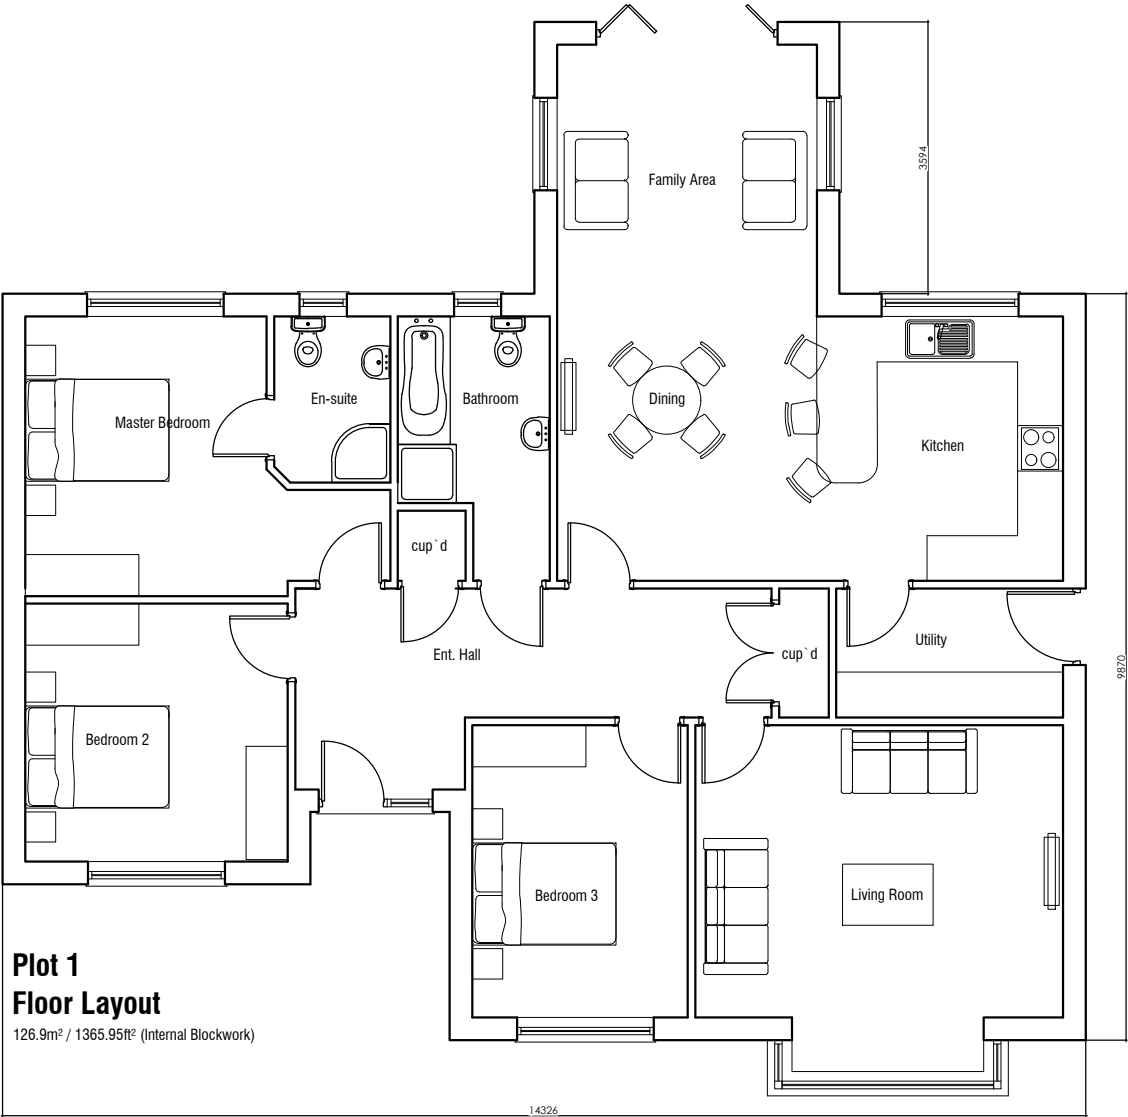 3594
Family Area
Master Bedroom
En-suite
Bathroom
Dining
Kitchen
cup`d
Ent. Hall
cup`d
Utility
9870
Bedroom 2
Bedroom 3
Living Room
Plot 1
Floor Layout
126.9m² / 1365.95ft² (Internal Blockwork)
14326